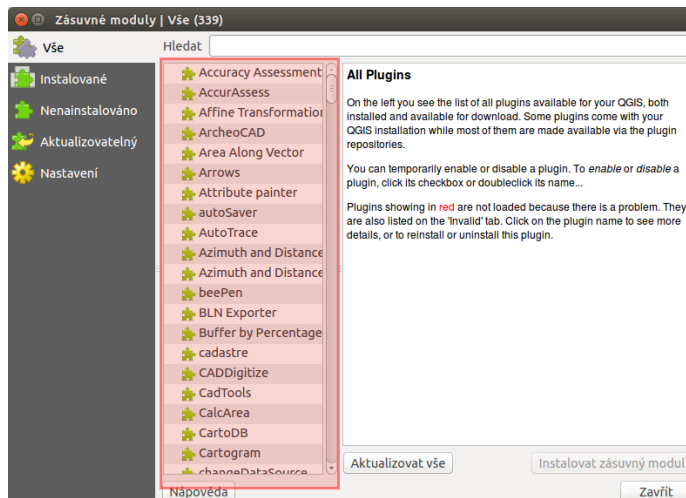 Zásuvné moduly | Vše (339)
Vše
Instalované
Nenainstalováno
Aktualizovatelný
Nastavení
Hledat
Accuracy Assessment
AccurAssess
Affine Transformation
ArcheoCAD
Area Along Vector
Arrows
Attribute painter
autoSaver
AutoTrace
Azimuth and Distance
Azimuth and Distance
beePen
BLN Exporter
Buffer by Percentage
cadastre
CADDigitize
CadTools
CalcArea
CartoDB
Cartogram
changeDataSource
Nápověda
All Plugins
On the left you see the list of all plugins available for your QGIS, both
installed and available for download. Some plugins come with your
QGIS installation while most of them are made available via the plugin
repositories.
You can temporarily enable or disable a plugin. To enable or disable a
plugin, click its checkbox or doubleclick its name...
Plugins showing in red are not loaded because there is a problem. They
are also listed on the 'Invalid' tab. Click on the plugin name to see more
details, or to reinstall or uninstall this plugin.
Aktualizovat vše
Instalovat zásuvný modul
Zavřít